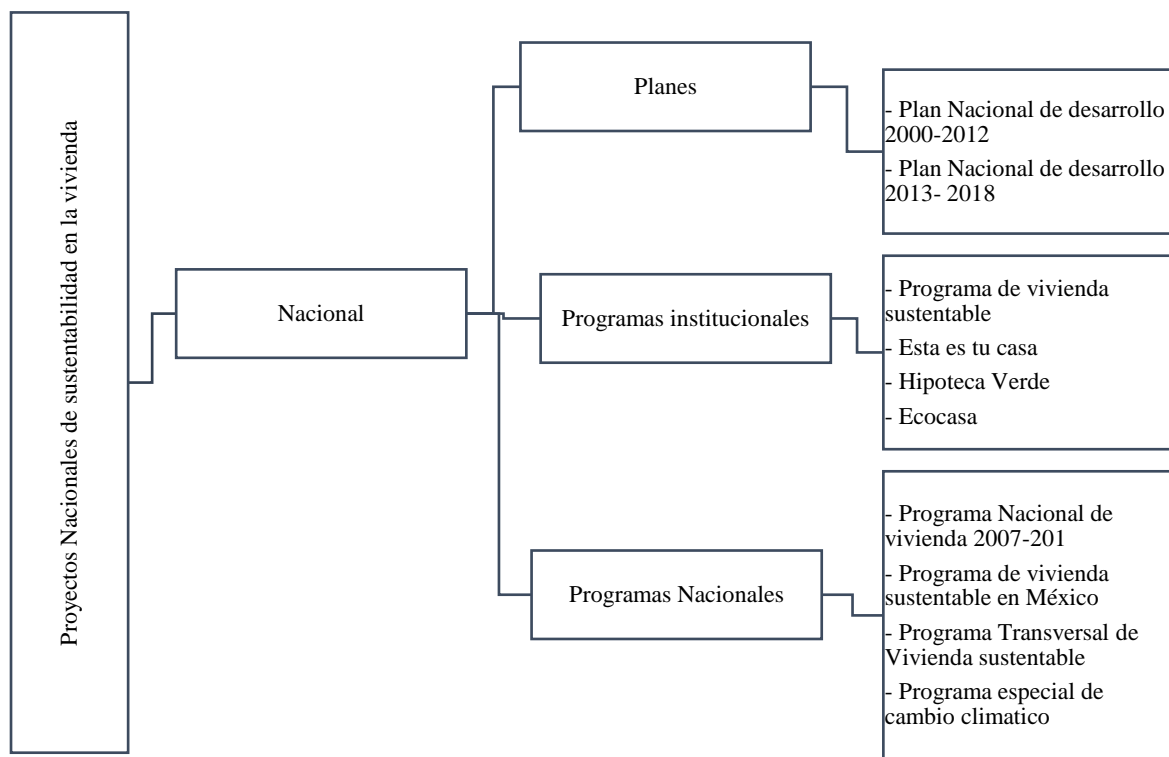 Proyectos Nacionales de sustentabilidad en la vivienda
Nacional
Planes
- Plan Nacional de desarrollo
2000-2012
- Plan Nacional de desarrollo
2013- 2018
Programas institucionales
- Programa de vivienda
sustentable
- Esta es tu casa
- Hipoteca Verde
- Ecocasa
Programas Nacionales
- Programa Nacional de
vivienda 2007-201
- Programa de vivienda
sustentable en México
- Programa Transversal de
Vivienda sustentable
- Programa especial de
cambio climatico